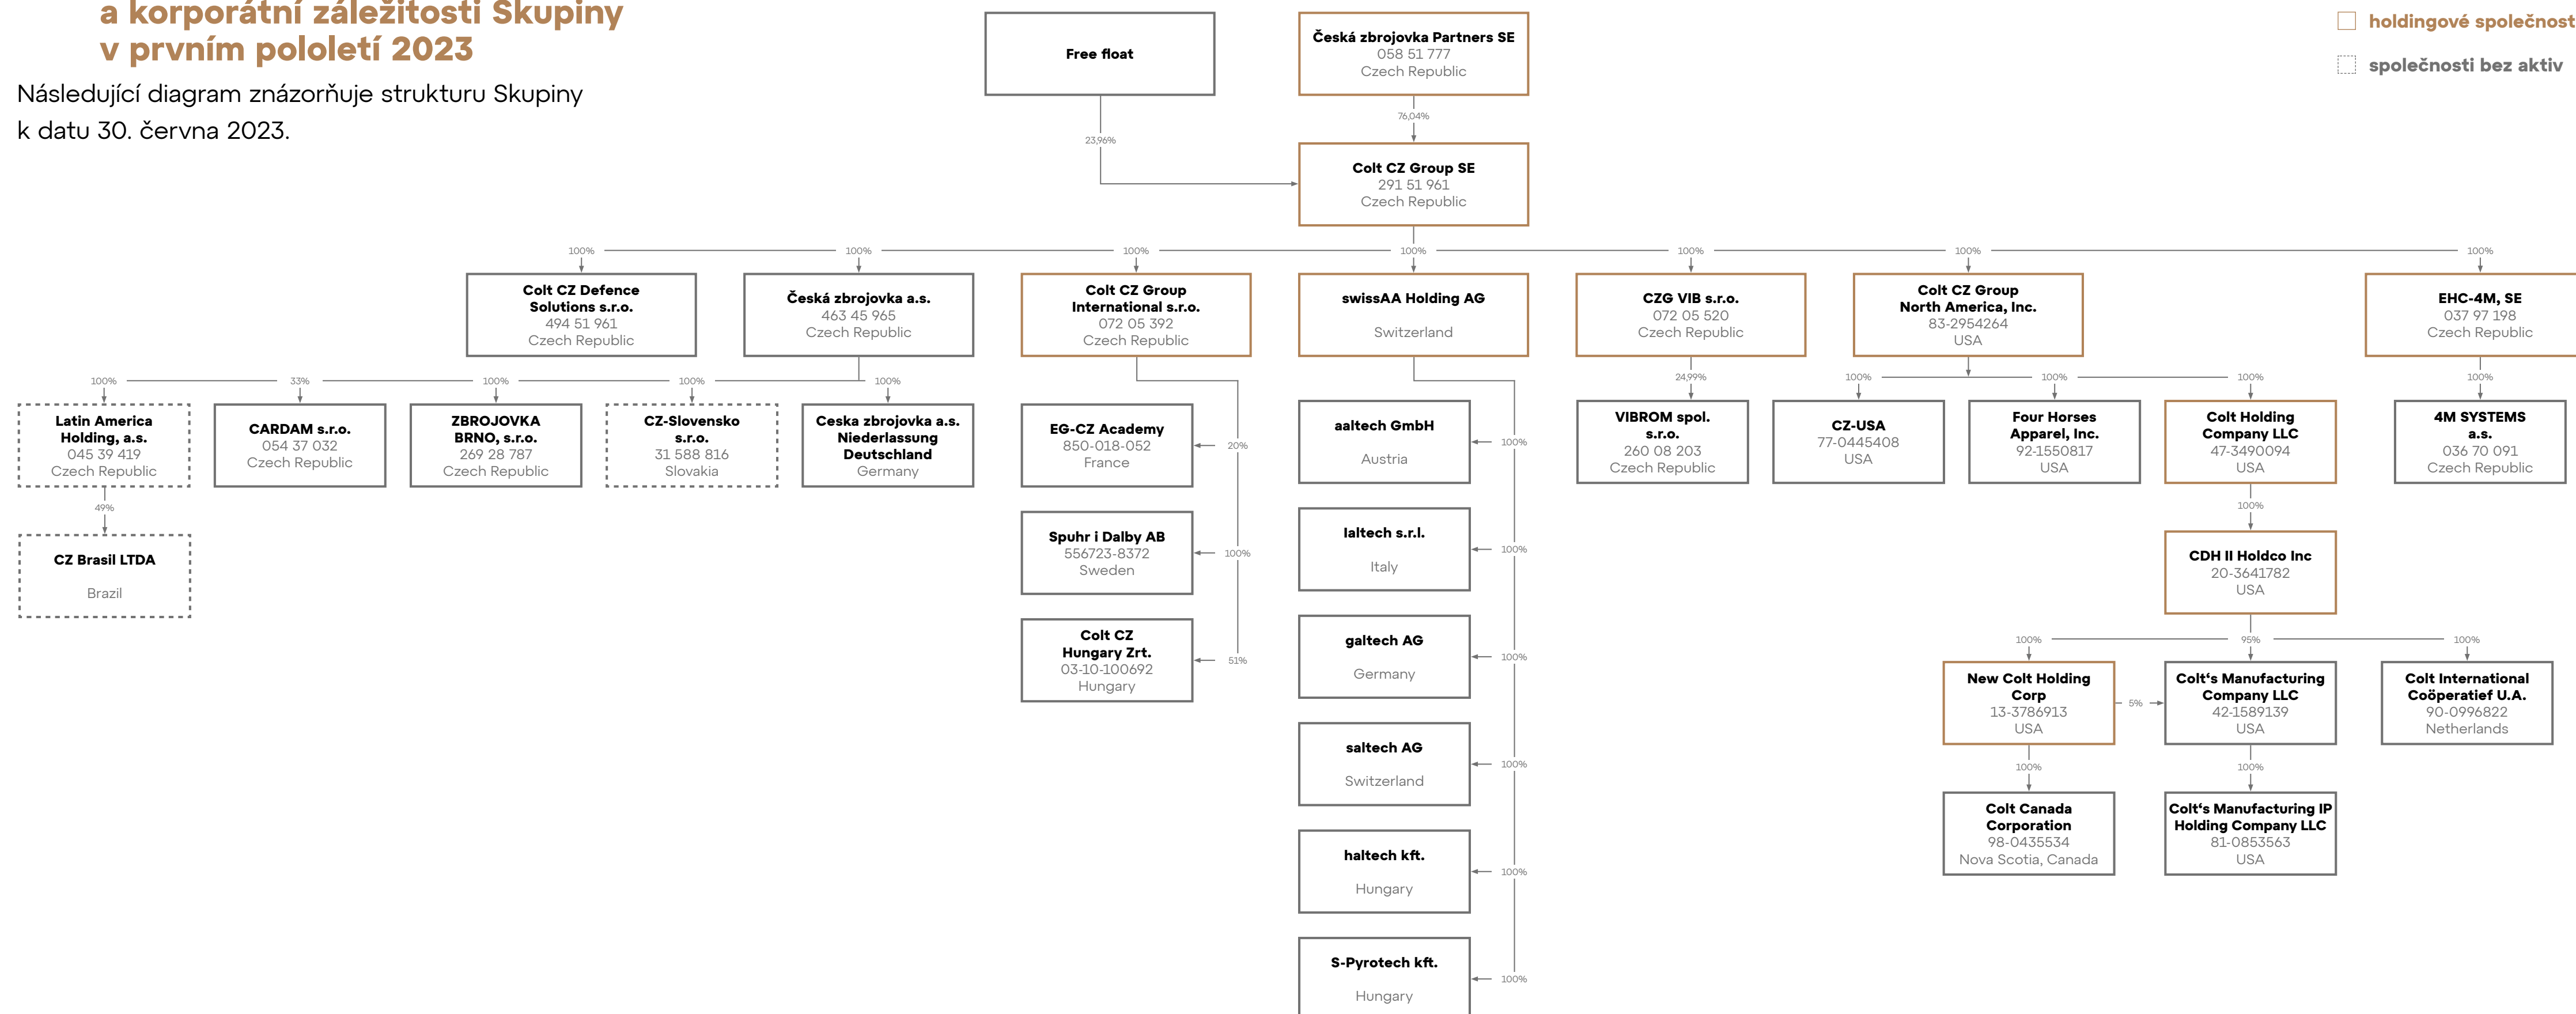 a korporátní záležitosti Skupiny
v prvním pololetí 2023
Následující diagram znázorňuje strukturu Skupiny
k datu 30. června 2023.
holdingové společnost
společnosti bez aktiv
Free float
Česká zbrojovka Partners SE
058 51 777
Czech Republic
23,96%
76,04%
Colt CZ Group SE
291 51 961
Czech Republic
100%
100%
100%
100%
100%
100%
100%
Colt CZ Defence
Solutions s.r.o.
494 51 961
Czech Republic
Česká zbrojovka a.s.
463 45 965
Czech Republic
Colt CZ Group
International s.r.o.
072 05 392
Czech Republic
swissAA Holding AG
Switzerland
CZG VIB s.r.o.
072 05 520
Czech Republic
Colt CZ Group
North America, Inc.
83-2954264
USA
EHC-4M, SE
037 97 198
Czech Republic
100%
33%
100%
100%
100%
Latin America
Holding, a.s.
045 39 419
Czech Republic
CARDAM s.r.o.
054 37 032
Czech Republic
ZBROJOVKA
BRNO, s.r.o.
269 28 787
Czech Republic
CZ-Slovensko
s.r.o.
31 588 816
Slovakia
Ceska zbrojovka a.s.
Niederlassung
Deutschland
Germany
49%
CZ Brasil LTDA
Brazil
EG-CZ Academy
850-018-052
France
20%
Spuhr i Dalby AB
556723-8372
Sweden
100%
Colt CZ
Hungary Zrt.
03-10-100692
Hungary
51%
aaltech GmbH
Austria
100%
Ialtech s.r.l.
Italy
100%
galtech AG
Germany
100%
saltech AG
Switzerland
100%
haltech kft.
Hungary
100%
S-Pyrotech kft.
Hungary
100%
24,99%
VIBROM spol.
s.r.o.
260 08 203
Czech Republic
100%
100%
100%
CZ-USA
77-0445408
USA
Four Horses
Apparel, Inc.
92-1550817
USA
Colt Holding
Company LLC
47-3490094
USA
100%
4M SYSTEMS
a.s.
036 70 091
Czech Republic
100%
CDH II Holdco Inc
20-3641782
USA
100%
95%
100%
New Colt Holding
Corp
13-3786913
USA
5%
Colt‘s Manufacturing
Company LLC
42-1589139
USA
Colt International
Coöperatief U.A.
90-0996822
Netherlands
100%
100%
Colt Canada
Corporation
98-0435534
Nova Scotia, Canada
Colt‘s Manufacturing IP
Holding Company LLC
81-0853563
USA